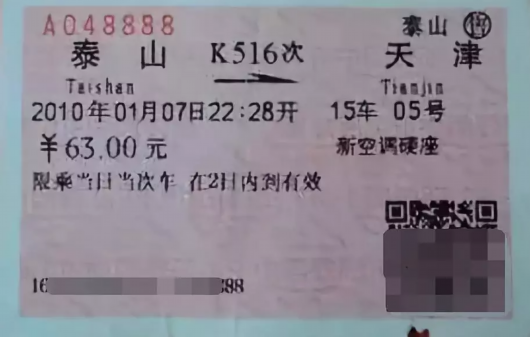 A048888 泰山 售
泰山 K516次 天津
Taishan Tianjin
2010年01月07日22:28开 15车 05号
¥63.00元 新空调硬座
限乘当日当次车 在2日内到有效
16 888